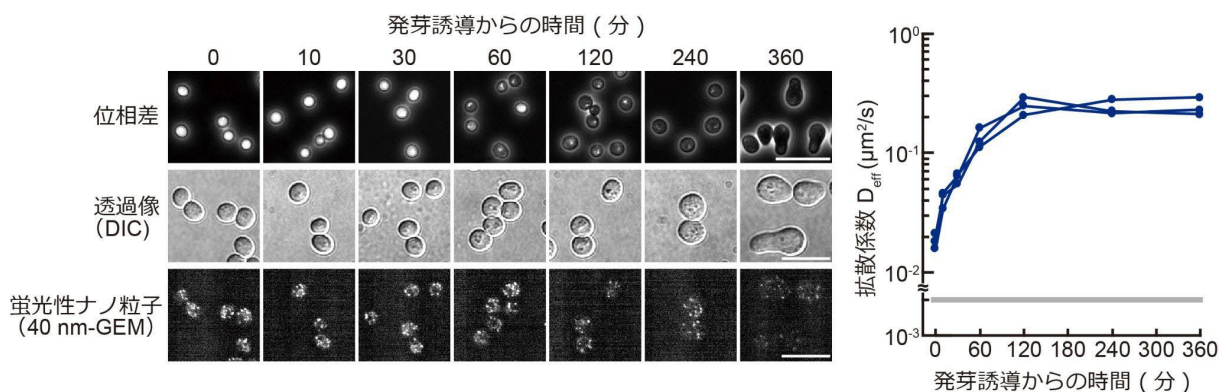 発芽誘導からの時間 ( 分 )
0 10 30 60 120 240 360
位相差
透過像
（DIC)
蛍光性ナノ粒子
（40 nm-GEM）
拡散係数 Deff (µm²/s)
10⁰
10⁻¹
10⁻²
10⁻³
0 60 120 180 240 300 360
発芽誘導からの時間（ 分 ）